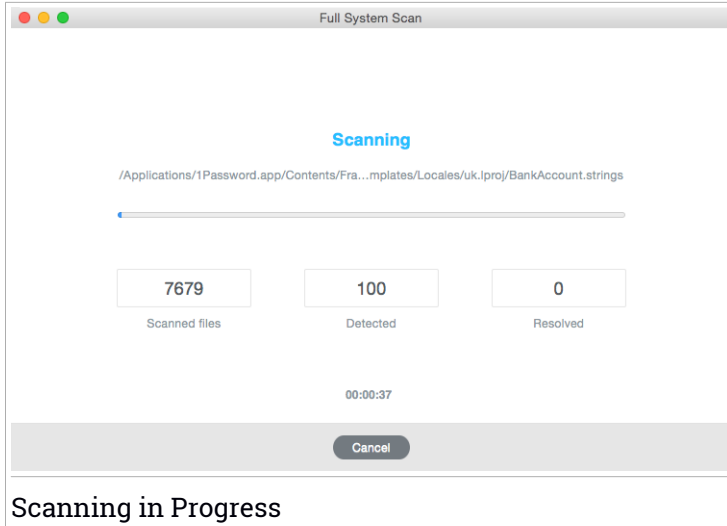 Full System Scan
Scanning
/Applications/1Password.app/Contents/Fra...mplates/Locales/uk.lproj/BankAccount.strings
7679 100 0
Scanned files Detected Resolved
00:00:37
Cancel
Scanning in Progress